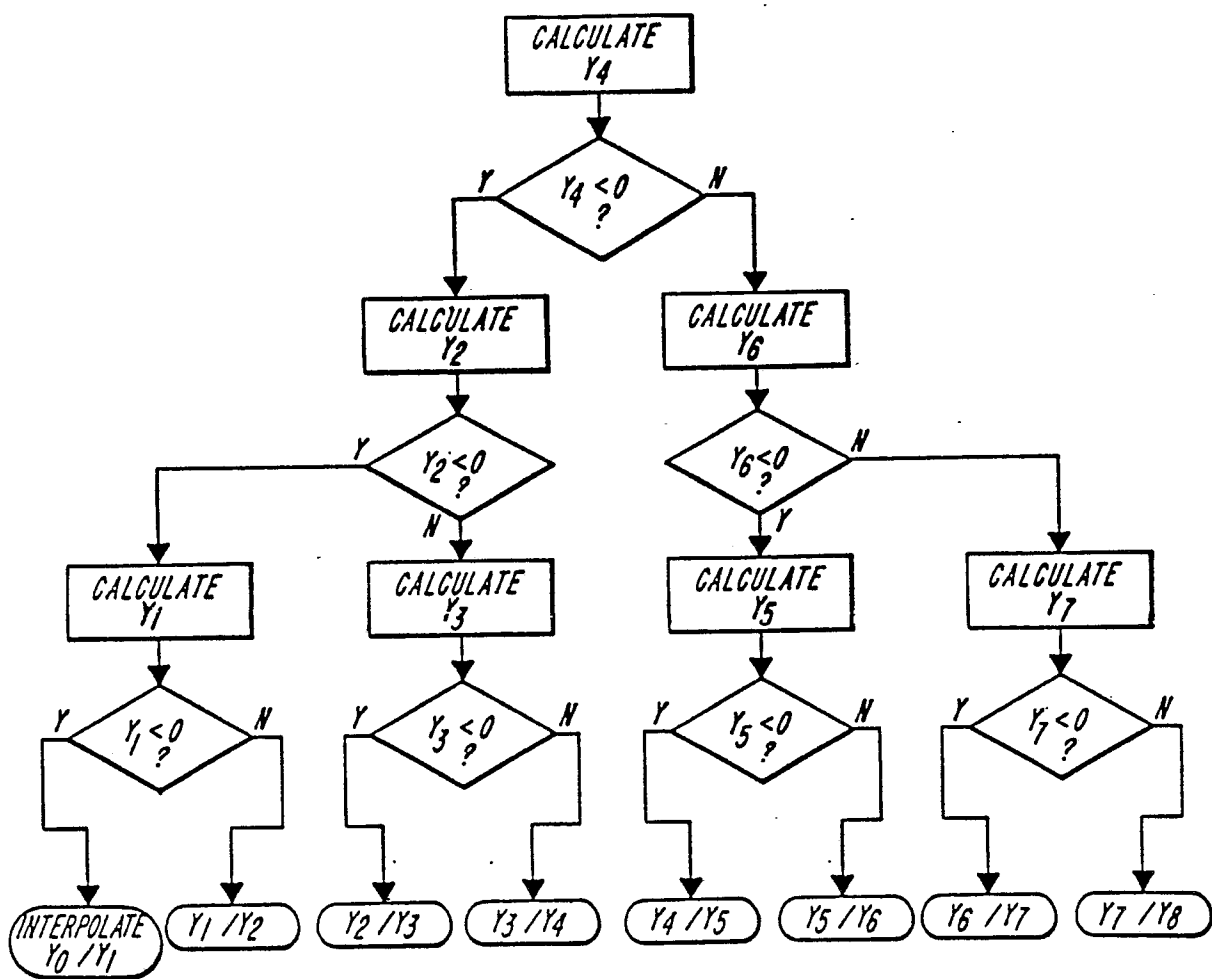 CALCULATE
Y4
Y
Y4 <0
?
N
CALCULATE
Y2
CALCULATE
Y6
Y
Y2<0
?
N
Y6<0
?
N
Y
CALCULATE
Y1
CALCULATE
Y3
CALCULATE
Y5
CALCULATE
Y7
Y
Y1<0
?
N
Y
Y3<0
?
N
Y
Y5<0
?
N
Y
Y7<0
?
N
INTERPOLATE
Y0/Y1
Y1/Y2
Y2/Y3
Y3/Y4
Y4/Y5
Y5/Y6
Y6/Y7
Y7/Y8